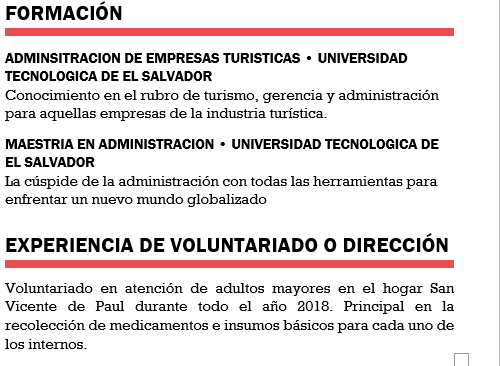 FORMACIÓN
ADMINSITRACION DE EMPRESAS TURISTICAS • UNIVERSIDAD
TECNOLOGICA DE EL SALVADOR
Conocimiento en el rubro de turismo, gerencia y administración
para aquellas empresas de la industria turística.
MAESTRIA EN ADMINISTRACION • UNIVERSIDAD TECNOLOGICA DE
EL SALVADOR
La cúspide de la administración con todas las herramientas para
enfrentar un nuevo mundo globalizado
EXPERIENCIA DE VOLUNTARIADO O DIRECCIÓN
Voluntariado en atención de adultos mayores en el hogar San
Vicente de Paul durante todo el año 2018. Principal en la
recolección de medicamentos e insumos básicos para cada uno de
los internos.